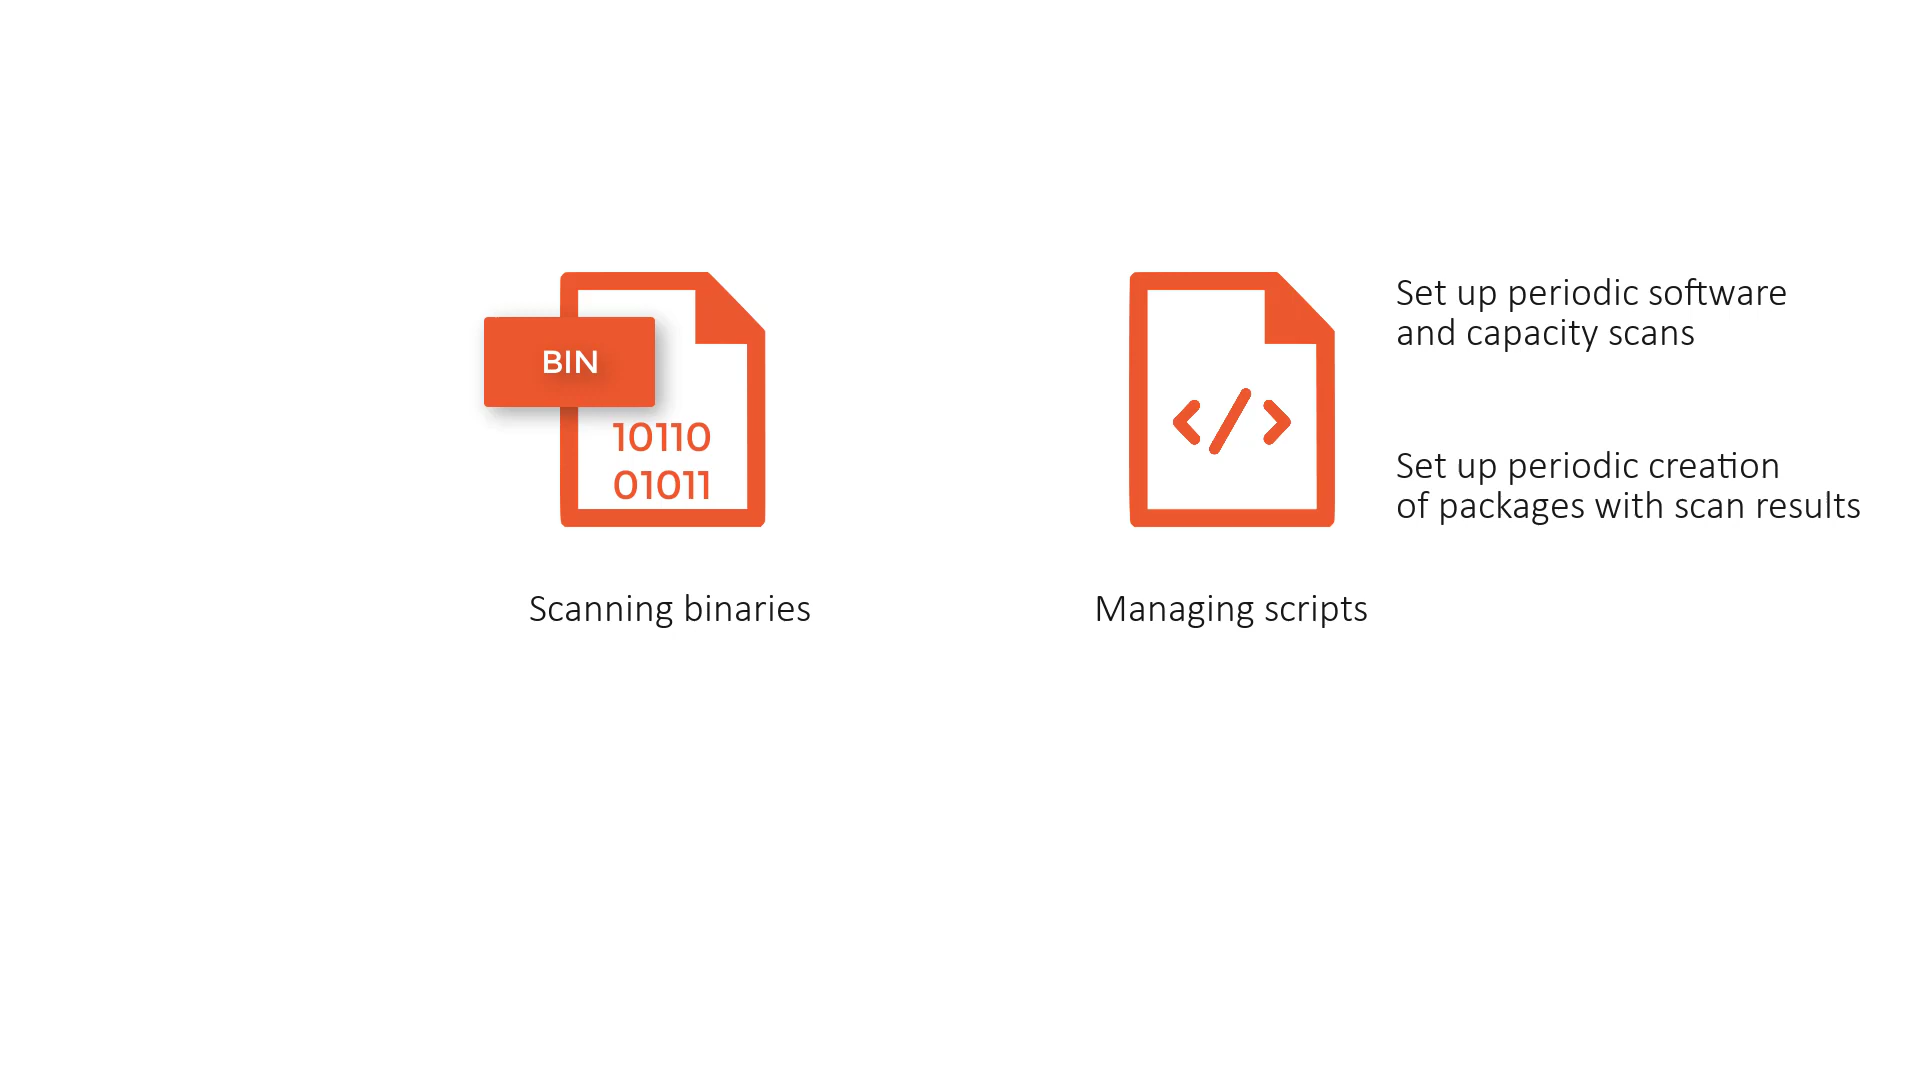 BIN
10110
01011
Scanning binaries
</>
Managing scripts
Set up periodic software
and capacity scans
Set up periodic creation
of packages with scan results